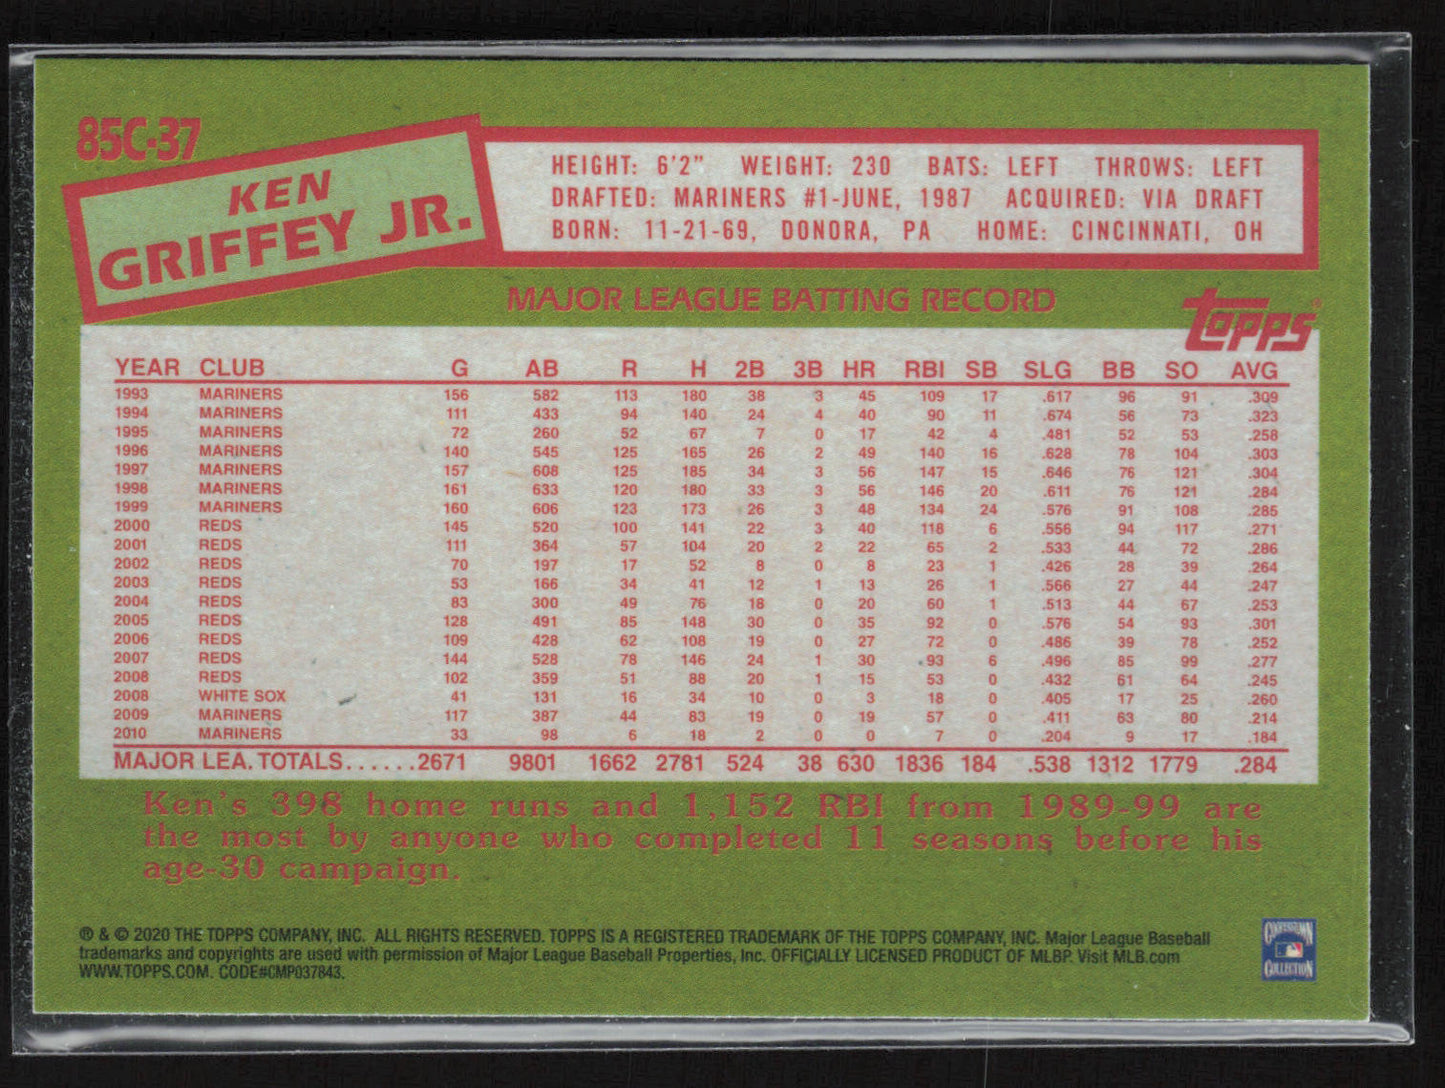 85C-37
KEN
GRIFFEY JR.
HEIGHT: 6'2" WEIGHT: 230 BATS: LEFT THROWS: LEFT
DRAFTED: MARINERS #1-JUNE, 1987 ACQUIRED: VIA DRAFT
BORN: 11-21-69, DONORA, PA HOME: CINCINNATI, OH
MAJOR LEAGUE BATTING RECORD
Topps®
YEAR CLUB G AB R H 2B 3B HR RBI SB SLG BB SO AVG
1993 MARINERS 156 582 113 180 38 3 45 109 17 .617 96 91 .309
1994 MARINERS 111 433 94 140 24 4 40 90 11 .674 56 73 .323
1995 MARINERS 72 260 52 67 7 0 17 42 4 .481 52 53 .258
1996 MARINERS 140 545 125 165 26 2 49 140 16 .628 78 104 .303
1997 MARINERS 157 608 125 185 34 3 56 147 15 .646 76 121 .304
1998 MARINERS 161 633 120 180 33 3 56 146 20 .611 76 121 .284
1999 MARINERS 160 606 123 173 26 3 48 134 24 .576 91 108 .285
2000 REDS 145 520 100 141 22 3 40 118 6 .556 94 117 .271
2001 REDS 111 364 57 104 20 2 22 65 2 .533 44 72 .286
2002 REDS 70 197 17 52 8 0 8 23 1 .426 28 39 .264
2003 REDS 53 166 34 41 12 1 13 26 1 .566 27 44 .247
2004 REDS 83 300 49 76 18 0 20 60 1 .513 44 67 .253
2005 REDS 128 491 85 148 30 0 35 92 0 .576 54 93 .301
2006 REDS 109 428 62 108 19 0 27 72 0 .486 39 78 .252
2007 REDS 144 528 78 146 24 1 30 93 6 .496 85 99 .277
2008 REDS 102 359 51 88 20 1 15 53 0 .432 61 64 .245
2008 WHITE SOX 41 131 16 34 10 0 3 18 0 .405 17 25 .260
2009 MARINERS 117 387 44 83 19 0 19 57 0 .411 63 80 .214
2010 MARINERS 33 98 6 18 2 0 0 7 0 .204 9 17 .184
MAJOR LEA. TOTALS......2671 9801 1662 2781 524 38 630 1836 184 .538 1312 1779 .284
Ken's 398 home runs and 1,152 RBI from 1989-99 are
the most by anyone who completed 11 seasons before his
age-30 campaign.
® & © 2020 THE TOPPS COMPANY, INC. ALL RIGHTS RESERVED. TOPPS IS A REGISTERED TRADEMARK OF THE TOPPS COMPANY, INC. Major League Baseball
trademarks and copyrights are used with permission of Major League Baseball Properties, Inc. OFFICIALLY LICENSED PRODUCT OF MLBP. Visit MLB.com
WWW.TOPPS.COM. CODE#CMP037843.
COOPERSTOWN
COLLECTION